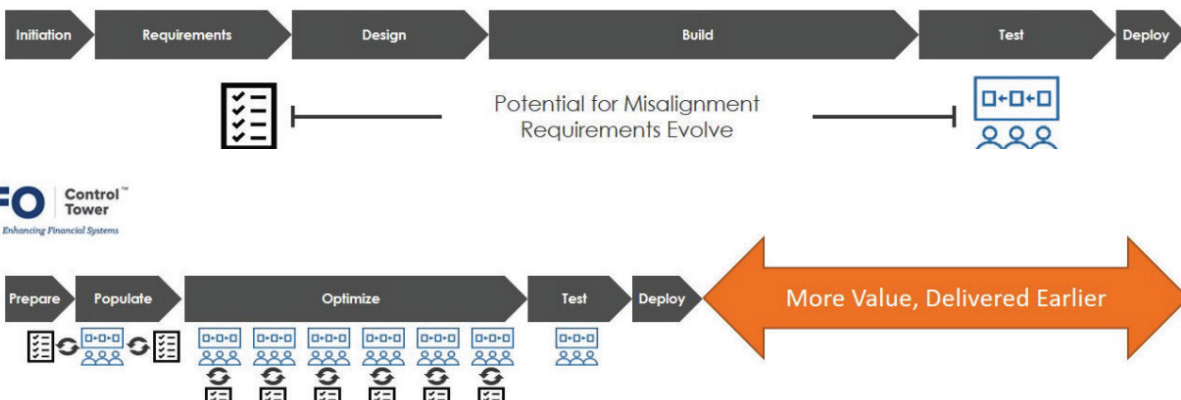 Initiation
Requirements
Design
Build
Test
Deploy
Potential for Misalignment
Requirements Evolve
FO
Control™
Tower
Enhancing Financial Systems
Prepare
Populate
Optimize
Test
Deploy
More Value, Delivered Earlier